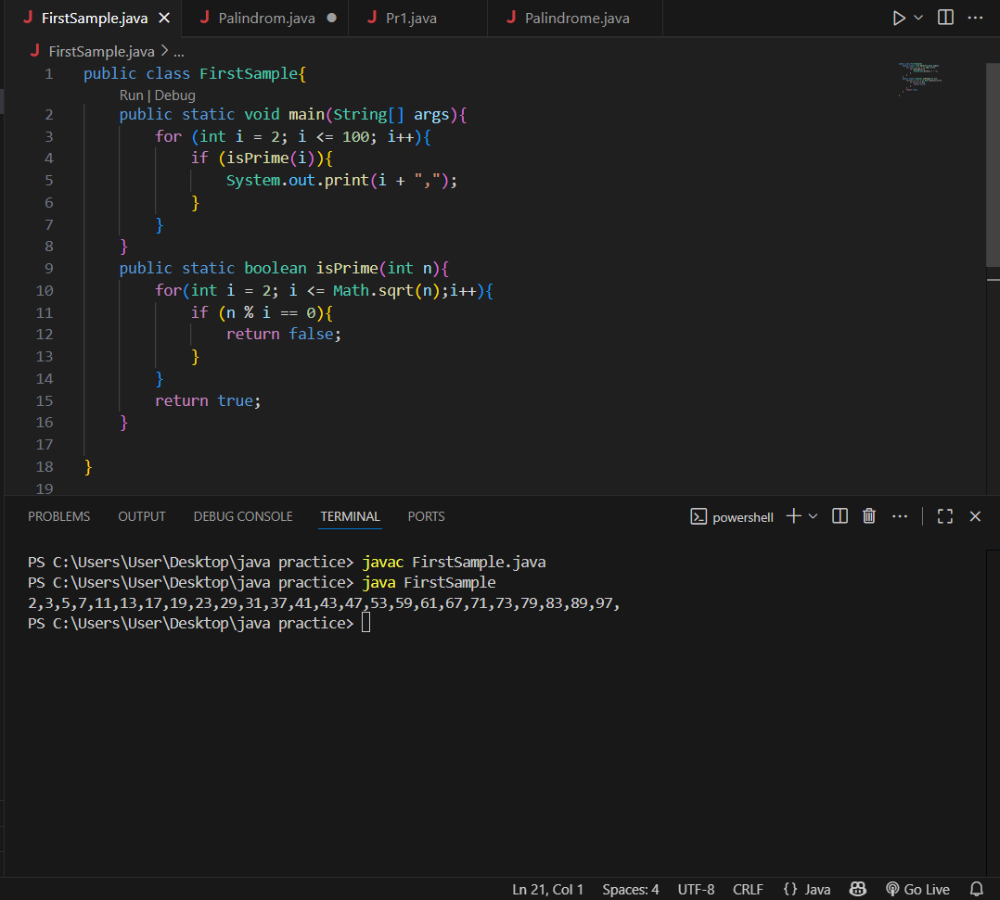 J FirstSample.java × J Palindrom.java ● J Pr1.java J Palindrome.java
J FirstSample.java > ...
1 public class FirstSample{
Run | Debug
2 public static void main(String[] args){
3 for (int i = 2; i <= 100; i++){
4 if (isPrime(i)){
5 System.out.print(i + ",");
6 }
7 }
8 }
9 public static boolean isPrime(int n){
10 for(int i = 2; i <= Math.sqrt(n);i++){
11 if (n % i == 0){
12 return false;
13 }
14 }
15 return true;
16 }
17
18 }
19
PROBLEMS OUTPUT DEBUG CONSOLE TERMINAL PORTS powershell
PS C:\Users\User\Desktop\java practice> javac FirstSample.java
PS C:\Users\User\Desktop\java practice> java FirstSample
2,3,5,7,11,13,17,19,23,29,31,37,41,43,47,53,59,61,67,71,73,79,83,89,97,
PS C:\Users\User\Desktop\java practice>
Ln 21, Col 1 Spaces: 4 UTF-8 CRLF {} Java Go Live